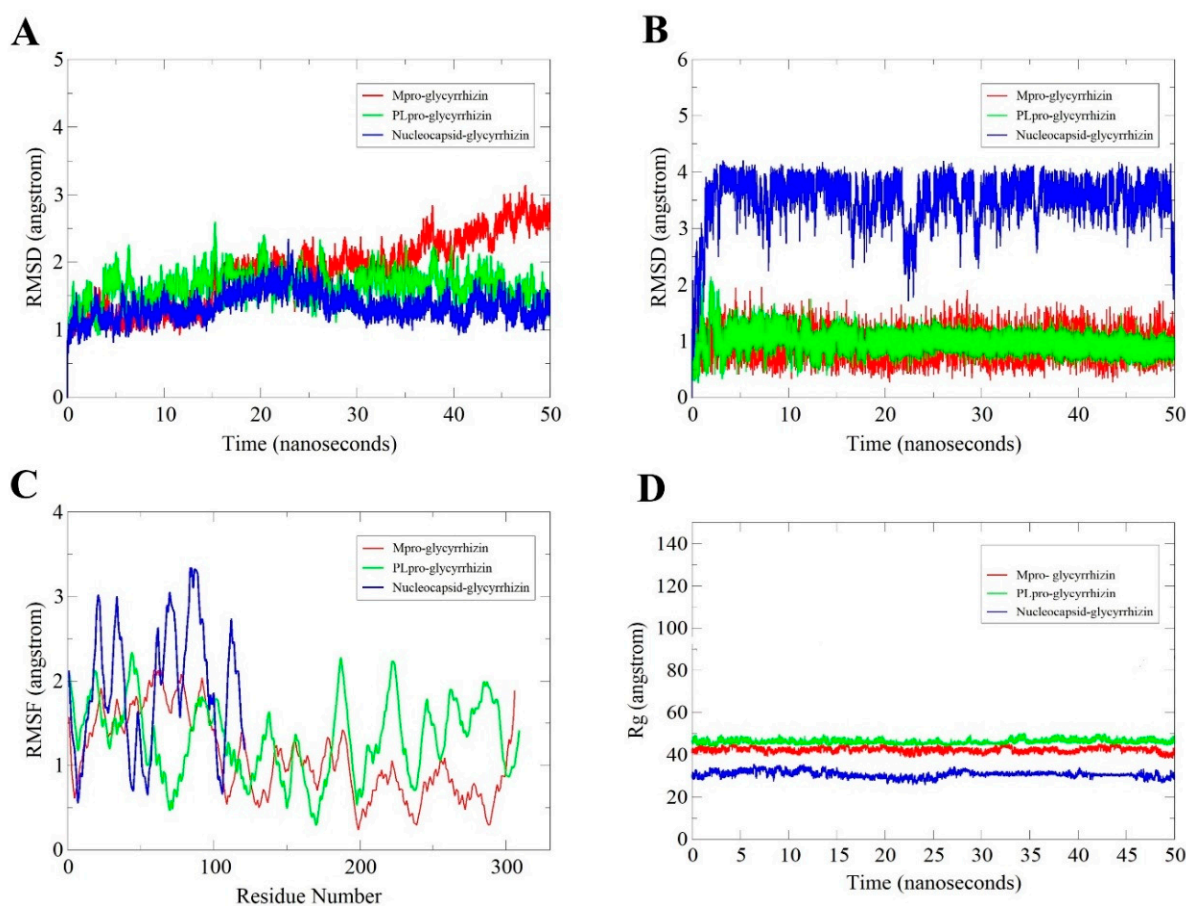 A
5
4
3
2
1
0
RMSD (angstrom)
Mpro-glycyrrhizin
PLpro-glycyrrhizin
Nucleocapsid-glycyrrhizin
0 10 20 30 40 50
Time (nanoseconds)
B
6
5
4
3
2
1
0
RMSD (angstrom)
Mpro-glycyrrhizin
PLpro-glycyrrhizin
Nucleocapsid-glycyrrhizin
0 10 20 30 40 50
Time (nanoseconds)
C
4
3
2
1
0
RMSF (angstrom)
Mpro-glycyrrhizin
PLpro-glycyrrhizin
Nucleocapsid-glycyrrhizin
0 100 200 300
Residue Number
D
140
120
100
80
60
40
30
0
Rg (angstrom)
Mpro- glycyrrhizin
PLpro-glycyrrhizin
Nucleocapsid-glycyrrhizin
0 5 10 15 20 25 30 35 40 45 50
Time (nanoseconds)